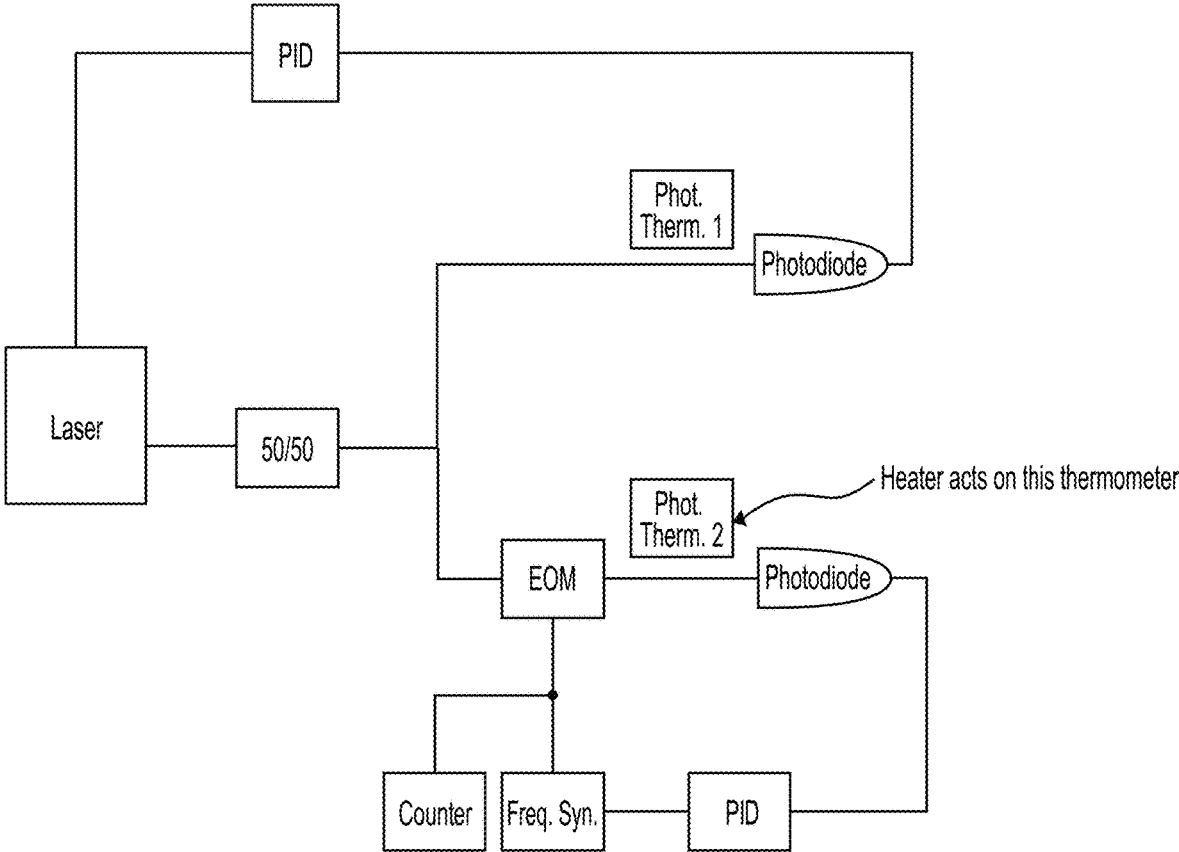 PID
Phot.
Therm. 1
Photodiode
Laser
50/50
Heater acts on this thermometer
Phot.
Therm. 2
EOM
Photodiode
Counter
Freq. Syn.
PID